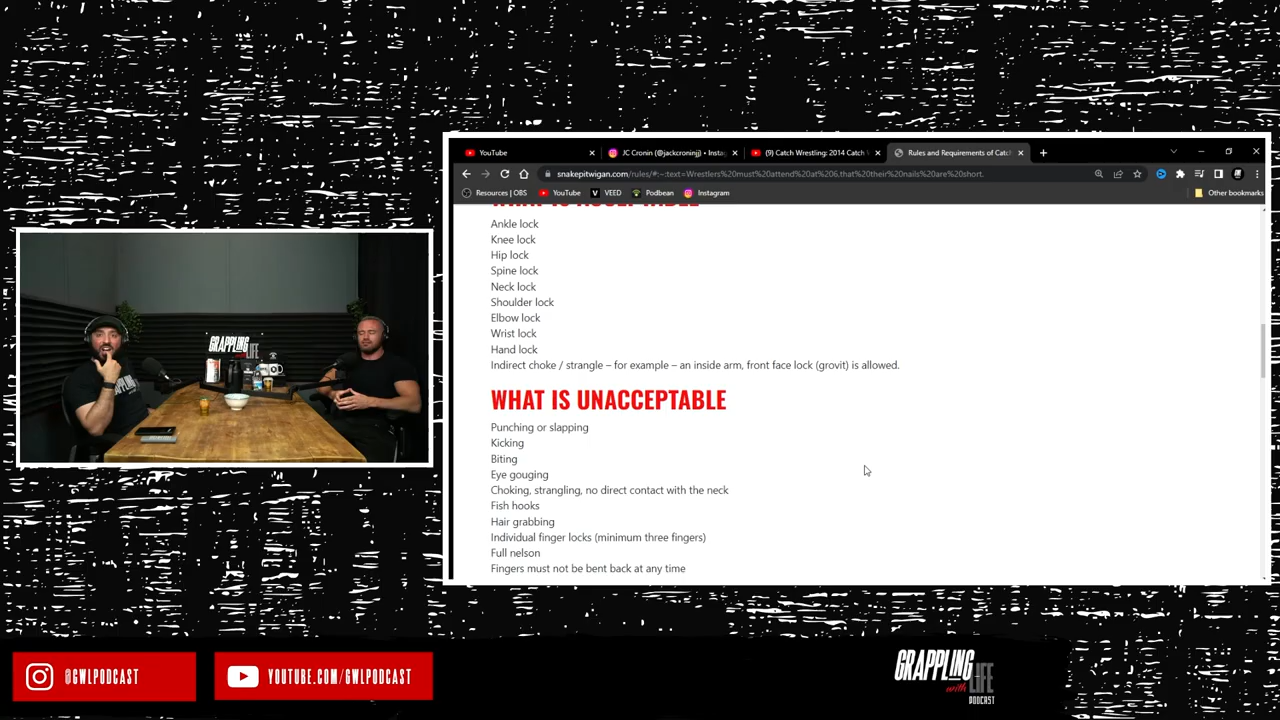 YouTube
JC Cronin (@jackcroninjj) • Insta
(9) Catch Wrestling: 2014 Catch
Rules and Requirements of Catc
snakepitwigan.com/rules/#:~:text=Wrestlers%20must%20attend%20at%206,that%20their%20nails%20are%20short.
Resources | OBS
YouTube
VEED
Podbean
Instagram
Other bookmarks
WHAT IS ACCEPTABLE
Ankle lock
Knee lock
Hip lock
Spine lock
Neck lock
Shoulder lock
Elbow lock
Wrist lock
Hand lock
Indirect choke / strangle – for example – an inside arm, front face lock (grovit) is allowed.
WHAT IS UNACCEPTABLE
Punching or slapping
Kicking
Biting
Eye gouging
Choking, strangling, no direct contact with the neck
Fish hooks
Hair grabbing
Individual finger locks (minimum three fingers)
Full nelson
Fingers must not be bent back at any time
GRAPPLING
LIFE
@GWLPODCAST
YOUTUBE.COM/GWLPODCAST
GRAPPLING
with LIFE
PODCAST